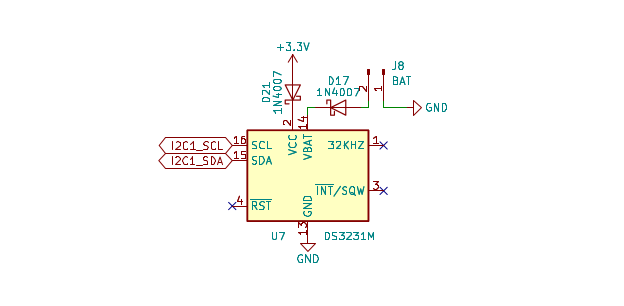 +3.3V
J8
BAT
D21
1N4007
D17
1N4007
2
1
GND
2
14
VCC
VBAT
I2C1_SCL
16
SCL
32KHZ
1
I2C1_SDA
15
SDA
INT/SQW
3
4
RST
GND
13
U7
DS3231M
GND